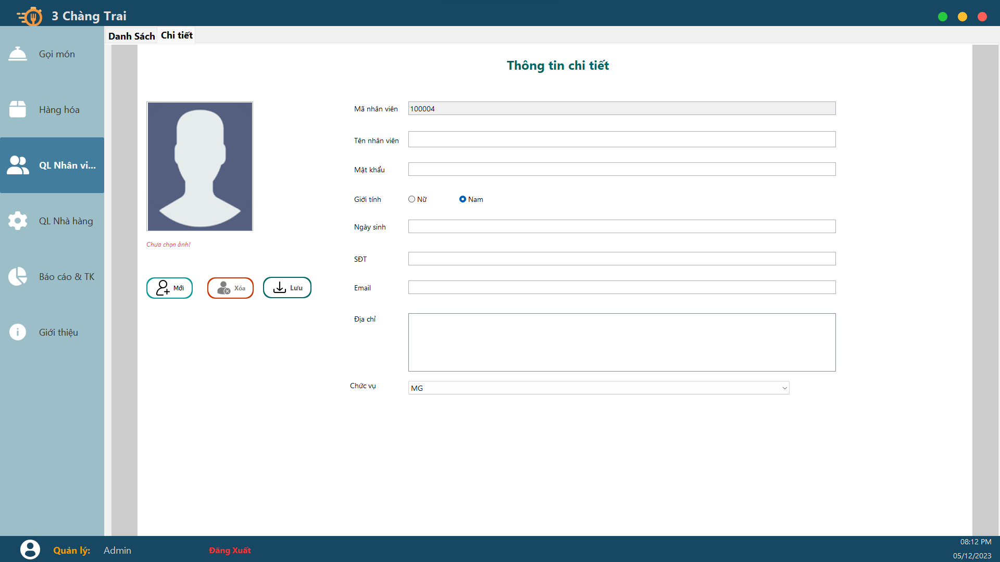 3 Chàng Trai
Danh Sách
Chi tiết
Gọi món
Hàng hóa
QL Nhân vi...
QL Nhà hàng
Báo cáo & TK
Giới thiệu
Thông tin chi tiết
Chưa chọn ảnh!
Mới
Xóa
Lưu
Mã nhân viên
100004
Tên nhân viên
Mật khẩu
Giới tính
Nữ
Nam
Ngày sinh
SĐT
Email
Địa chỉ
Chức vụ
MG
Quản lý:
Admin
Đăng Xuất
08:12 PM
05/12/2023